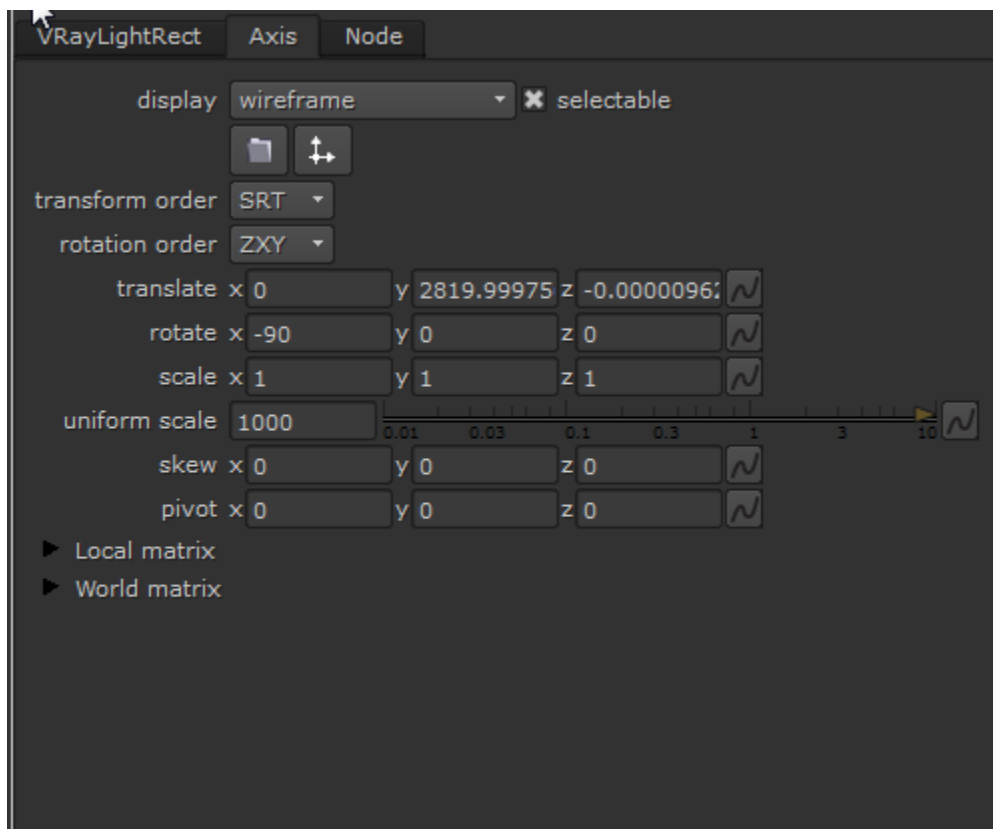 VRayLightRect Axis Node
display wireframe selectable
transform order SRT
rotation order ZXY
translate x 0 y 2819.99975 z -0.00000962
rotate x -90 y 0 z 0
scale x 1 y 1 z 1
uniform scale 1000 0.01 0.03 0.1 0.3 1 3 10
skew x 0 y 0 z 0
pivot x 0 y 0 z 0
Local matrix
World matrix